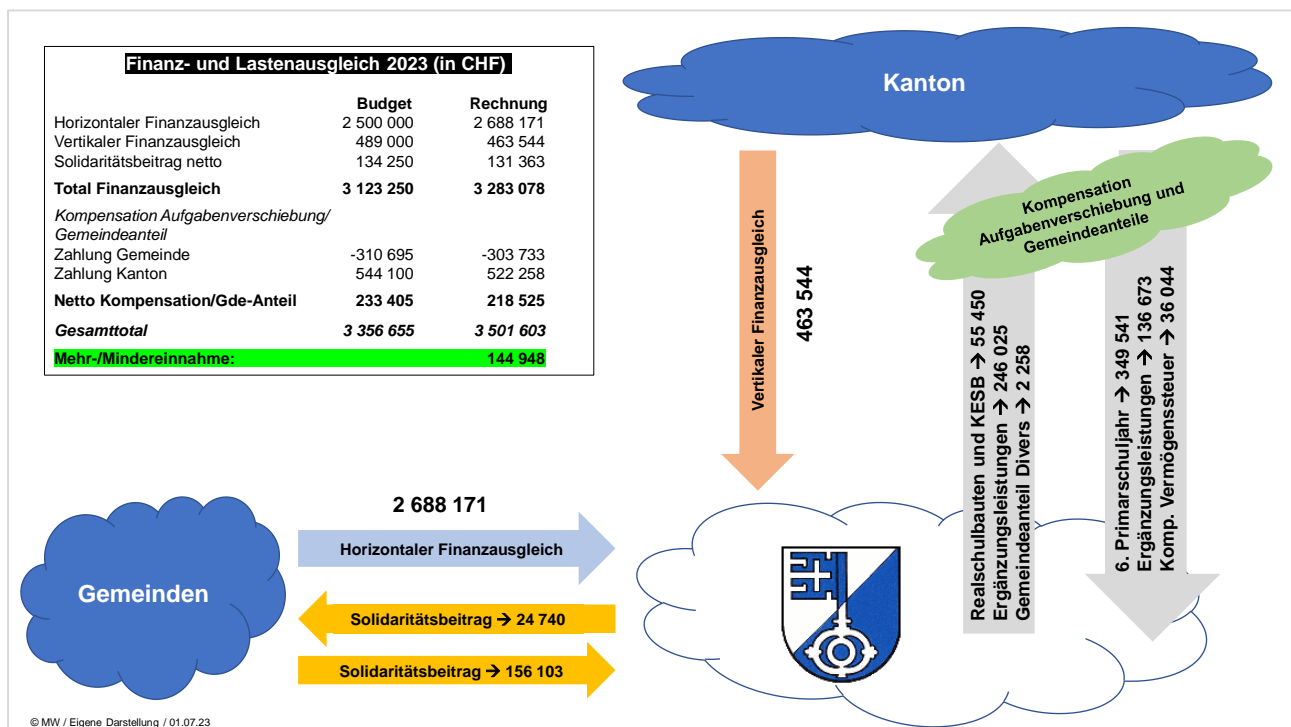 Finanz- und Lastenausgleich 2023 (in CHF)
Budget Rechnung
Horizontaler Finanzausgleich 2 500 000 2 688 171
Vertikaler Finanzausgleich 489 000 463 544
Solidaritätsbeitrag netto 134 250 131 363
Total Finanzausgleich 3 123 250 3 283 078
Kompensation Aufgabenverschiebung/
Gemeindeanteil
Zahlung Gemeinde -310 695 -303 733
Zahlung Kanton 544 100 522 258
Netto Kompensation/Gde-Anteil 233 405 218 525
Gesamttotal 3 356 655 3 501 603
Mehr-/Mindereinnahme: 144 948
Kanton
Kompensation
Aufgabenverschiebung und
Gemeindeanteile
Vertikaler Finanzausgleich
463 544
Realschulbauten und KESB → 55 450
Ergänzungsleistungen → 246 025
Gemeindeanteil Divers → 2 258
6. Primarschuljahr → 349 541
Ergänzungsleistungen → 136 673
Komp. Vermögenssteuer → 36 044
2 688 171
Horizontaler Finanzausgleich
Gemeinden
Solidaritätsbeitrag → 24 740
Solidaritätsbeitrag → 156 103
© MW / Eigene Darstellung / 01.07.23